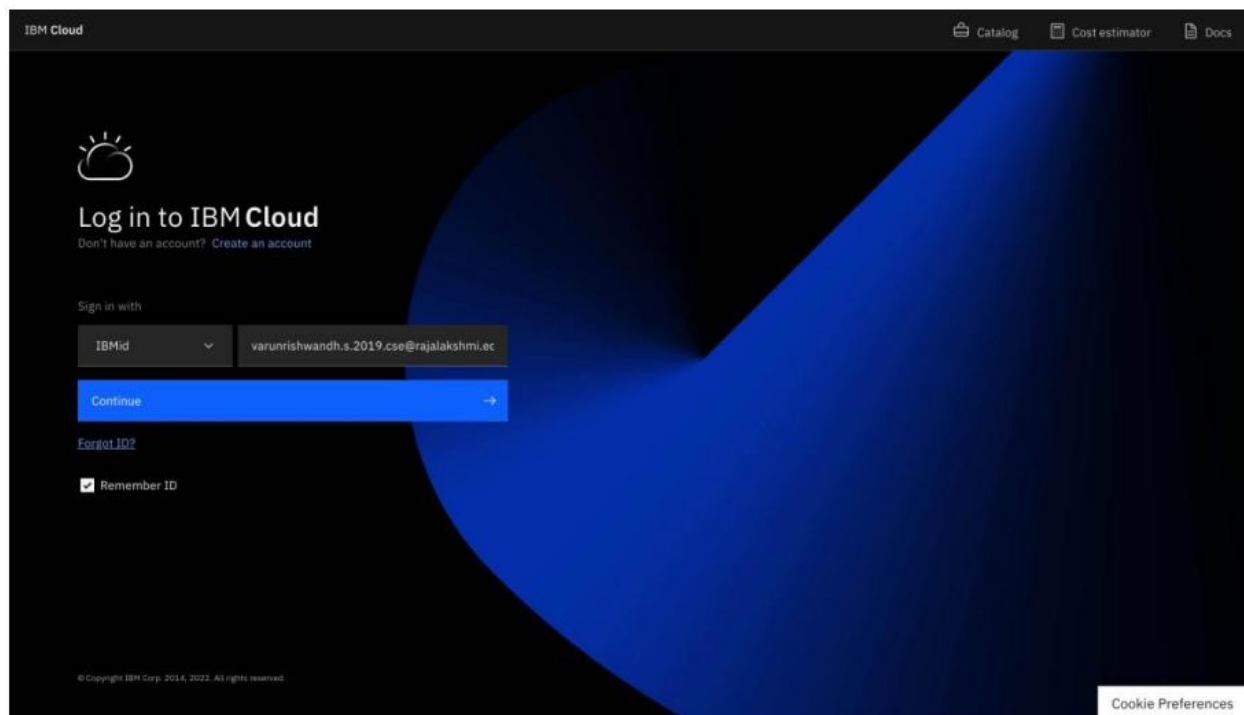 IBM Cloud
Catalog
Cost estimator
Docs
Log in to IBM Cloud
Don't have an account? Create an account
Sign in with
IBMid
varunrishwandh.s.2019.cse@rajalakshmi.ec
Continue
Forgot ID?
Remember ID
© Copyright IBM Corp. 2014, 2022. All rights reserved.
Cookie Preferences